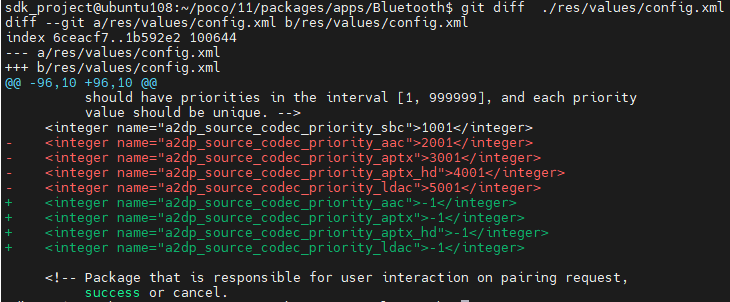 sdk_project@ubuntu108:~/poco/11/packages/apps/Bluetooth$ git diff  ./res/values/config.xml
diff --git a/res/values/config.xml b/res/values/config.xml
index 6ceacf7..1b592e2 100644
--- a/res/values/config.xml
+++ b/res/values/config.xml
@@ -96,10 +96,10 @@
         should have priorities in the interval [1, 999999], and each priority
         value should be unique. -->
     <integer name="a2dp_source_codec_priority_sbc">1001</integer>
-    <integer name="a2dp_source_codec_priority_aac">2001</integer>
-    <integer name="a2dp_source_codec_priority_aptx">3001</integer>
-    <integer name="a2dp_source_codec_priority_aptx_hd">4001</integer>
-    <integer name="a2dp_source_codec_priority_ldac">5001</integer>
+    <integer name="a2dp_source_codec_priority_aac">-1</integer>
+    <integer name="a2dp_source_codec_priority_aptx">-1</integer>
+    <integer name="a2dp_source_codec_priority_aptx_hd">-1</integer>
+    <integer name="a2dp_source_codec_priority_ldac">-1</integer>
     <!-- Package that is responsible for user interaction on pairing request,
         success or cancel.